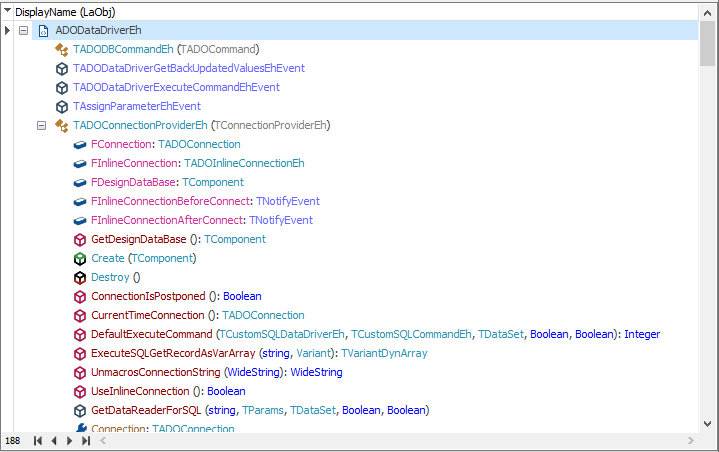 DisplayName (LaObj)
ADODataDriverEh
TADODBCommandEh (TADOCommand)
TADODataDriverGetBackUpdatedValuesEhEvent
TADODataDriverExecuteCommandEhEvent
TAssignParameterEhEvent
TADOConnectionProviderEh (TConnectionProviderEh)
FConnection: TADOConnection
FInlineConnection: TADOInlineConnectionEh
FDesignDataBase: TComponent
FInlineConnectionBeforeConnect: TNotifyEvent
FInlineConnectionAfterConnect: TNotifyEvent
GetDesignDataBase (): TComponent
Create (TComponent)
Destroy ()
ConnectionIsPostponed (): Boolean
CurrentTimeConnection (): TADOConnection
DefaultExecuteCommand (TCustomSQLDataDriverEh, TCustomSQLCommandEh, TDataSet, Boolean, Boolean): Integer
ExecuteSQLGetRecordAsVarArray (string, Variant): TVariantDynArray
UnmacrosConnectionString (WideString): WideString
UseInlineConnection (): Boolean
GetDataReaderForSQL (string, TParams, TDataSet, Boolean, Boolean)
Connection: TADOConnection
188